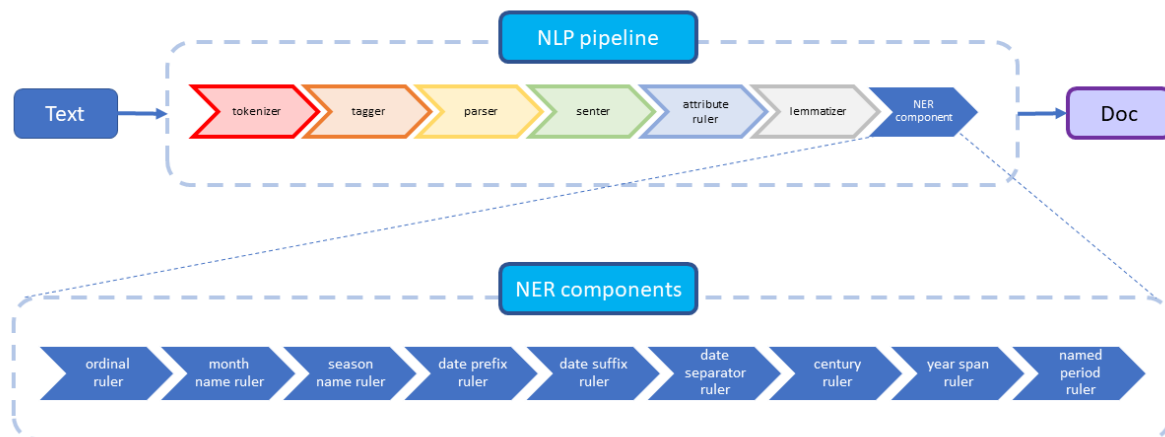 NLP pipeline
Text
tokenizer
tagger
parser
senter
attribute
ruler
lemmatizer
NER
component
Doc
NER components
ordinal
ruler
month
name ruler
season
name ruler
date prefix
ruler
date suffix
ruler
date
separator
ruler
century
ruler
year span
ruler
named
period
ruler